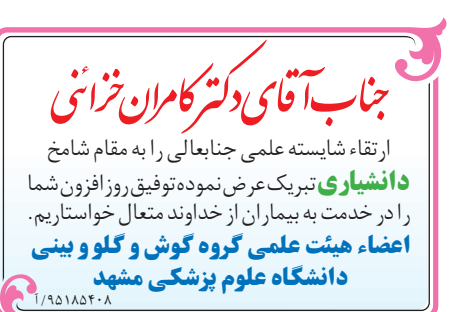 جناب آقای دکتر کامران خزائنی
ارتقاء شایسته علمی جنابعالی را به مقام شامخ
دانشیاری تبریک عرض نموده توفیق روز افزون شما
را در خدمت به بیماران از خداوند متعال خواستاریم.
اعضاء هیئت علمی گروه گوش و گلو و بینی
دانشگاه علوم پزشکی مشهد
۹۵۱۸۵۴۰۸/آ